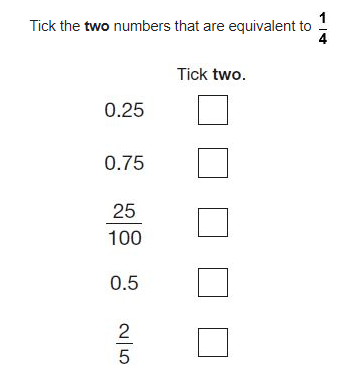 Tick the two numbers that are equivalent to 1/4
Tick two.
0.25
0.75
25/100
0.5
2/5